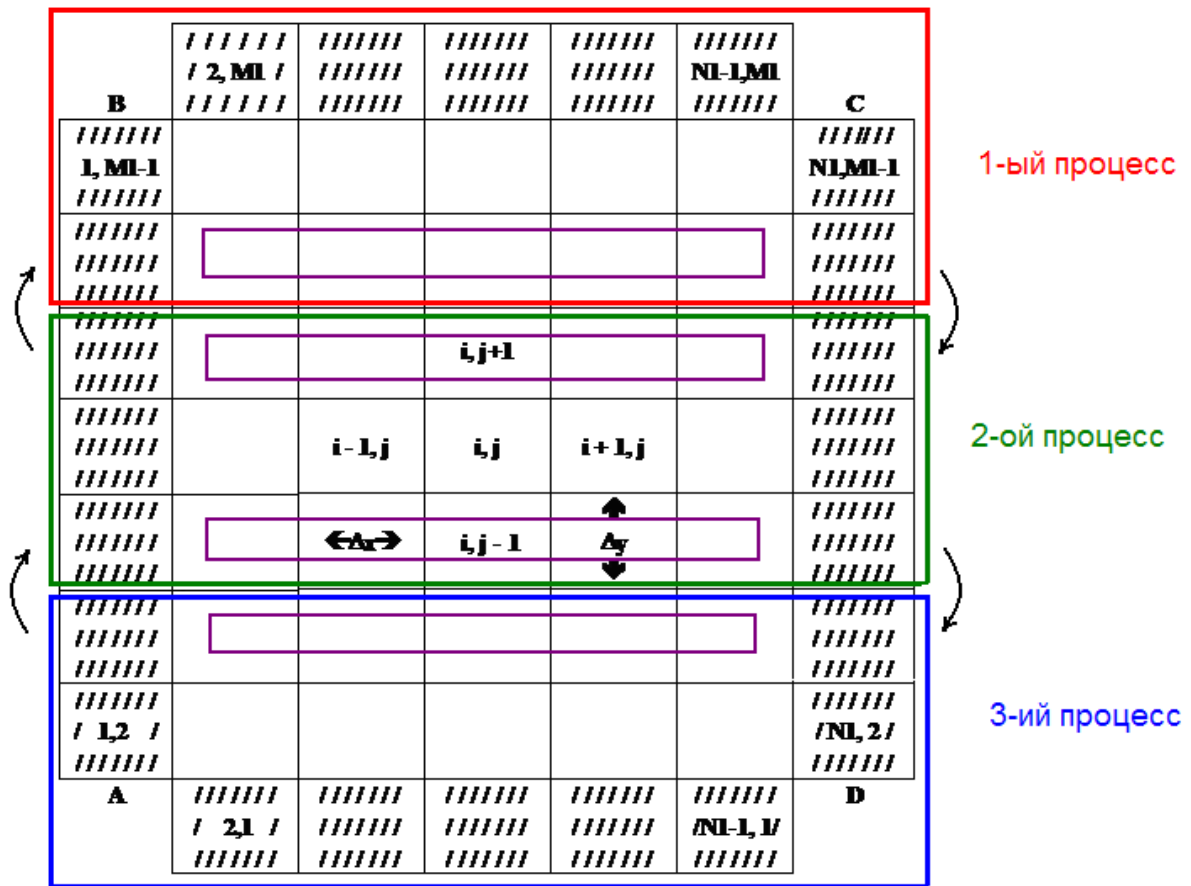 2, M1
N1-1,M1
B
C
1, M1-1
N1,M1-1
1-ый процесс
i, j+1
i - 1, j
i, j
i + 1, j
2-ой процесс
Δx
i, j - 1
Δy
3-ий процесс
1,2
N1, 2
A
D
2,1
N1-1, 1